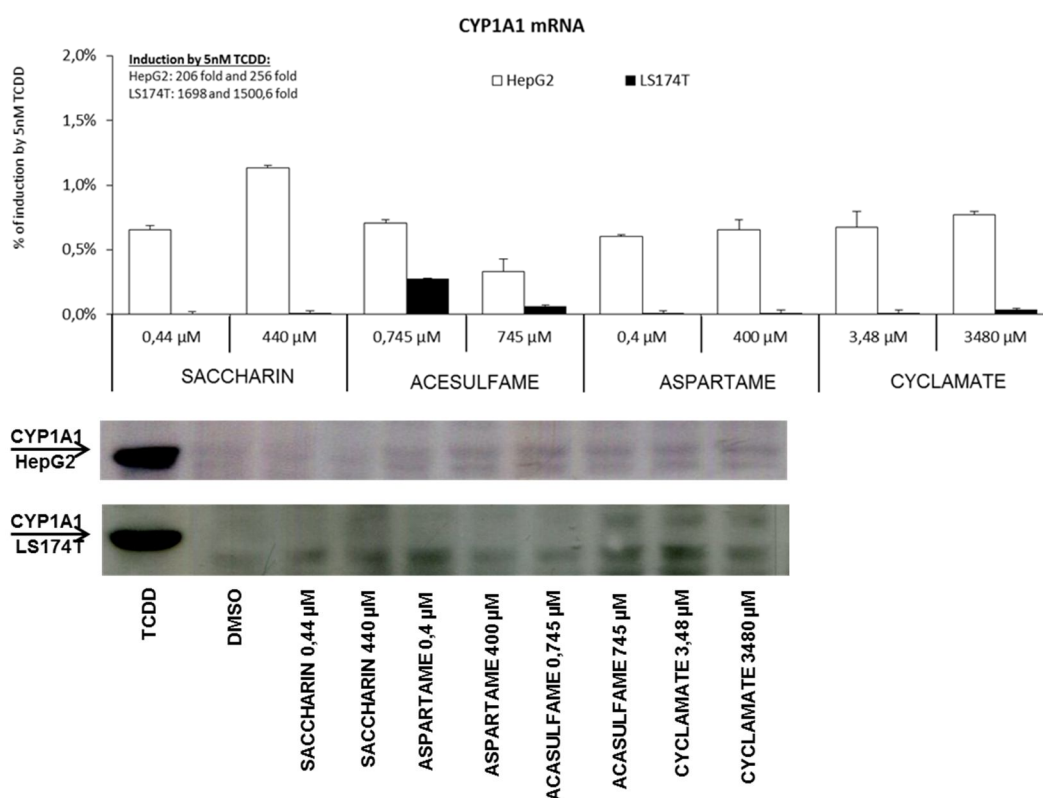 CYP1A1 mRNA
% of induction by 5nM TCDD
2,0%
1,5%
1,0%
0,5%
0,0%
Induction by 5nM TCDD:
HepG2: 206 fold and 256 fold
LS174T: 1698 and 1500,6 fold
HepG2 LS174T
0,44 µM 440 µM 0,745 µM 745 µM 0,4 µM 400 µM 3,48 µM 3480 µM
SACCHARIN ACESULFAME ASPARTAME CYCLAMATE
CYP1A1
HepG2
CYP1A1
LS174T
TCDD
DMSO
SACCHARIN 0,44 µM
SACCHARIN 440 µM
ASPARTAME 0,4 µM
ASPARTAME 400 µM
ACASULFAME 0,745 µM
ACASULFAME 745 µM
CYCLAMATE 3,48 µM
CYCLAMATE 3480 µM